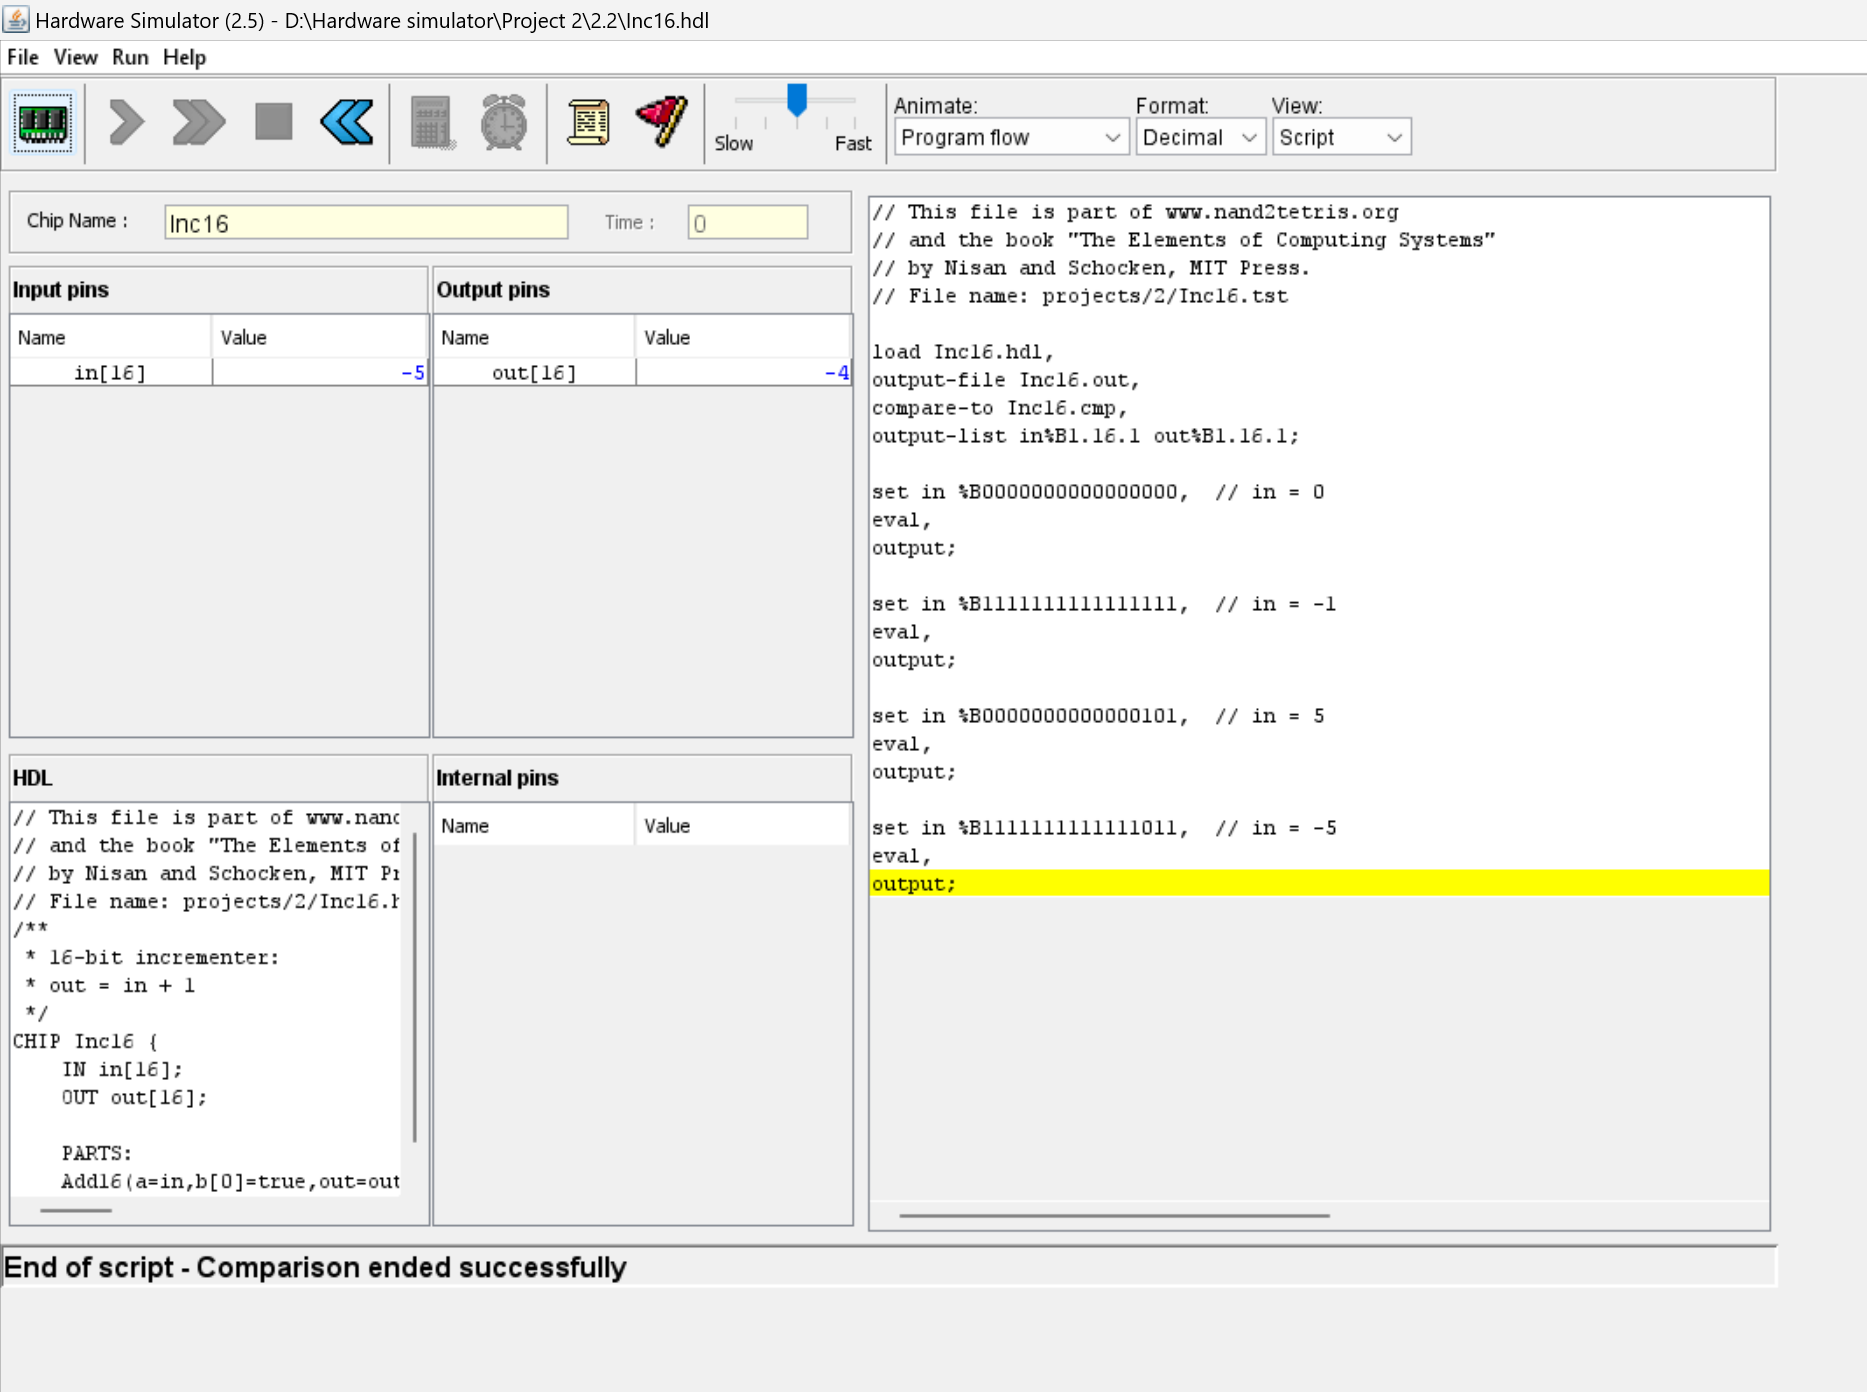 Hardware Simulator (2.5) - D:\Hardware simulator\Project 2\2.2\Inc16.hdl
File View Run Help
Slow Fast
Animate: Format: View:
Program flow Decimal Script
Chip Name : Inc16 Time : 0
Input pins
Name Value
in[16] -5
Output pins
Name Value
out[16] -4
HDL
// This file is part of www.nand
// and the book "The Elements of
// by Nisan and Schocken, MIT Pr
// File name: projects/2/Inc16.h
/**
* 16-bit incrementer:
* out = in + 1
*/
CHIP Inc16 {
IN in[16];
OUT out[16];
PARTS:
Add16(a=in,b[0]=true,out=out
Internal pins
Name Value
// This file is part of www.nand2tetris.org
// and the book "The Elements of Computing Systems"
// by Nisan and Schocken, MIT Press.
// File name: projects/2/Inc16.tst
load Inc16.hdl,
output-file Inc16.out,
compare-to Inc16.cmp,
output-list in%B1.16.1 out%B1.16.1;
set in %B0000000000000000, // in = 0
eval,
output;
set in %B1111111111111111, // in = -1
eval,
output;
set in %B0000000000000101, // in = 5
eval,
output;
set in %B1111111111111011, // in = -5
eval,
output;
End of script - Comparison ended successfully